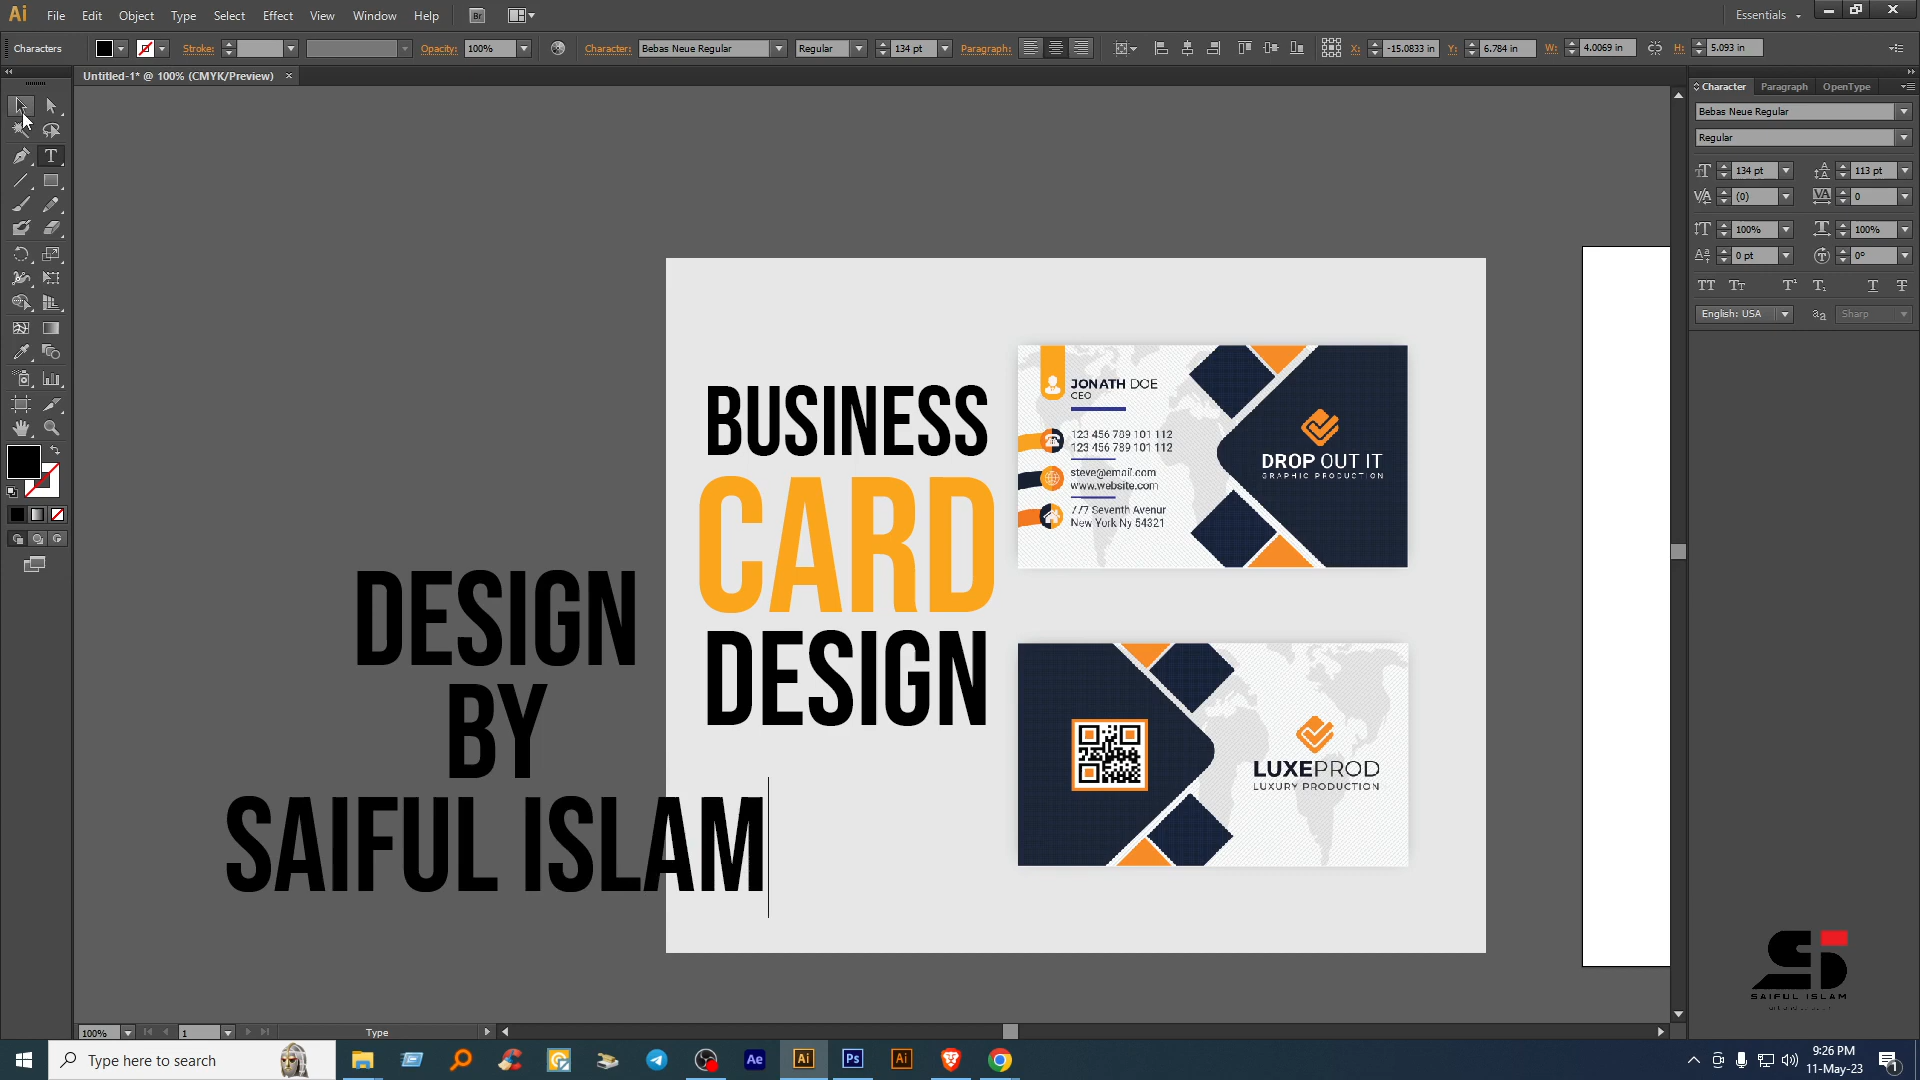 Ai File Edit Object Type Select Effect View Window Help Br Essentials
Characters Stroke: Opacity: 100% Character: Bebas Neue Regular Regular 134 pt Paragraph: X: -15.0833 in Y: 6.784 in W: 4.0069 in H: 5.093 in
Untitled-1* @ 100% (CMYK/Preview) ×
Character Paragraph OpenType
Bebas Neue Regular
Regular
134 pt 113 pt
(0) 0
100% 100%
0 pt 0°
English: USA Sharp
BUSINESS
CARD
DESIGN
DESIGN
BY
SAIFUL ISLAM
JONATH DOE
CEO
123 456 789 101 112
123 456 789 101 112
steve@email.com
www.website.com
777 Seventh Avenur
New York Ny 54321
DROP OUT IT
GRAPHIC PRODUCTION
LUXEPROD
LUXURY PRODUCTION
SAIFUL ISLAM
100% 1 Type
Type here to search
Ae Ai Ps Ai
9:26 PM
11-May-23
1